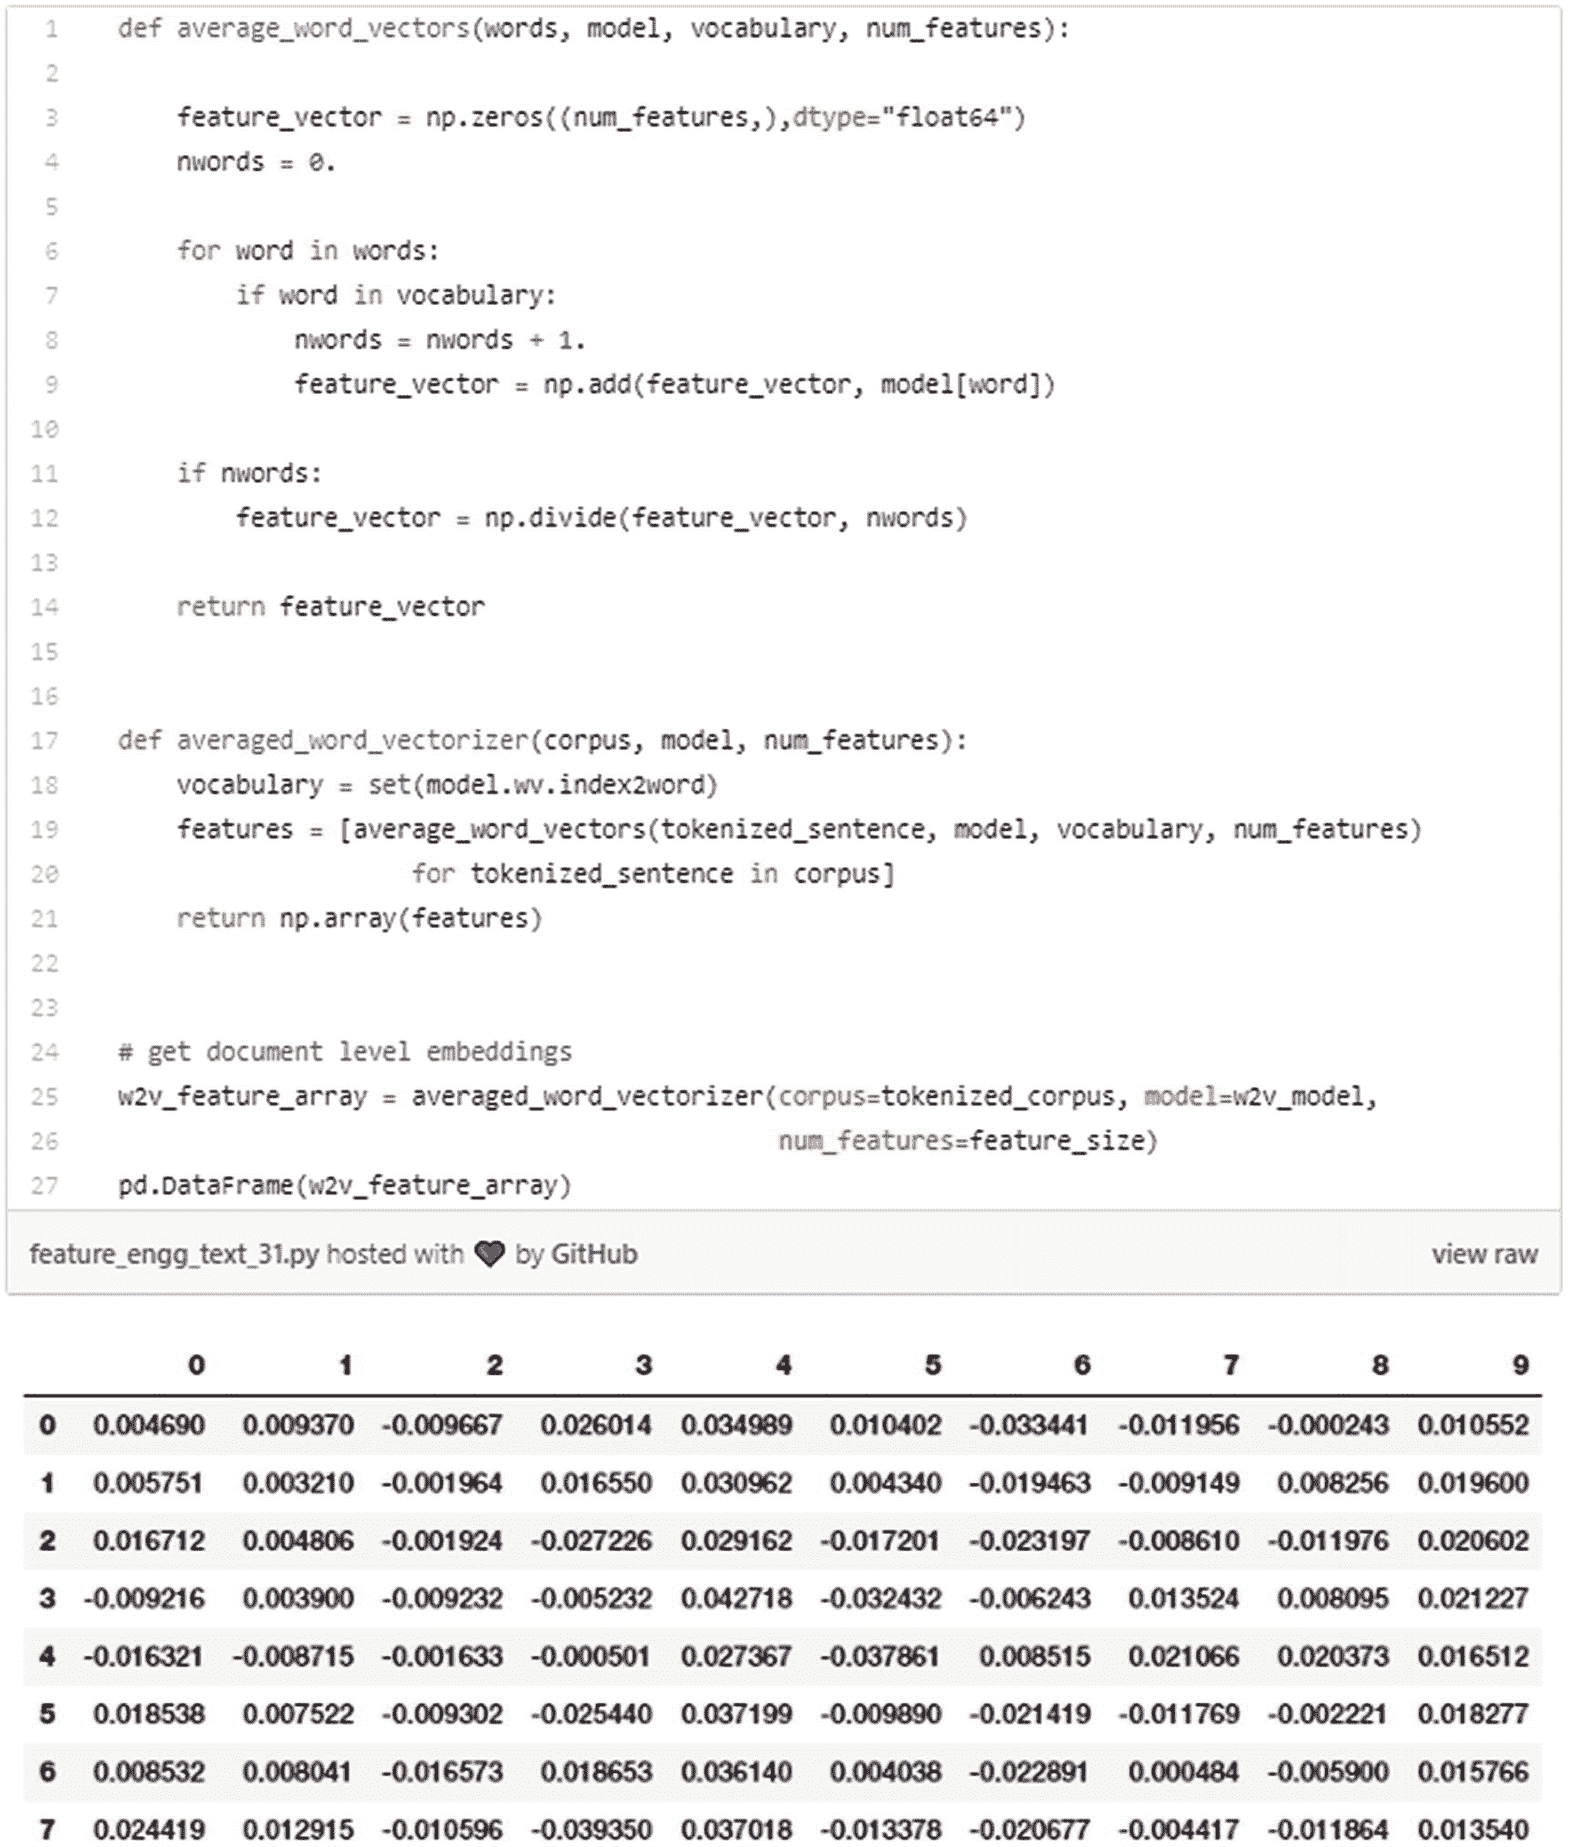 1 def average_word_vectors(words, model, vocabulary, num_features):
2
3 feature_vector = np.zeros((num_features,),dtype="float64")
4 nwords = 0.
5
6 for word in words:
7 if word in vocabulary:
8 nwords = nwords + 1.
9 feature_vector = np.add(feature_vector, model[word])
10
11 if nwords:
12 feature_vector = np.divide(feature_vector, nwords)
13
14 return feature_vector
15
16
17 def averaged_word_vectorizer(corpus, model, num_features):
18 vocabulary = set(model.wv.index2word)
19 features = [average_word_vectors(tokenized_sentence, model, vocabulary, num_features)
20 for tokenized_sentence in corpus]
21 return np.array(features)
22
23
24 # get document level embeddings
25 w2v_feature_array = averaged_word_vectorizer(corpus=tokenized_corpus, model=w2v_model,
26 num_features=feature_size)
27 pd.DataFrame(w2v_feature_array)
feature_engg_text_31.py hosted with ❤ by GitHub view raw
0 1 2 3 4 5 6 7 8 9
0 0.004690 0.009370 -0.009667 0.026014 0.034989 0.010402 -0.033441 -0.011956 -0.000243 0.010552
1 0.005751 0.003210 -0.001964 0.016550 0.030962 0.004340 -0.019463 -0.009149 0.008256 0.019600
2 0.016712 0.004806 -0.001924 -0.027226 0.029162 -0.017201 -0.023197 -0.008610 -0.011976 0.020602
3 -0.009216 0.003900 -0.009232 -0.005232 0.042718 -0.032432 -0.006243 0.013524 0.008095 0.021227
4 -0.016321 -0.008715 -0.001633 -0.000501 0.027367 -0.037861 0.008515 0.021066 0.020373 0.016512
5 0.018538 0.007522 -0.009302 -0.025440 0.037199 -0.009890 -0.021419 -0.011769 -0.002221 0.018277
6 0.008532 0.008041 -0.016573 0.018653 0.036140 0.004038 -0.022891 0.000484 -0.005900 0.015766
7 0.024419 0.012915 -0.010596 -0.039350 0.037018 -0.013378 -0.020677 -0.004417 -0.011864 0.013540